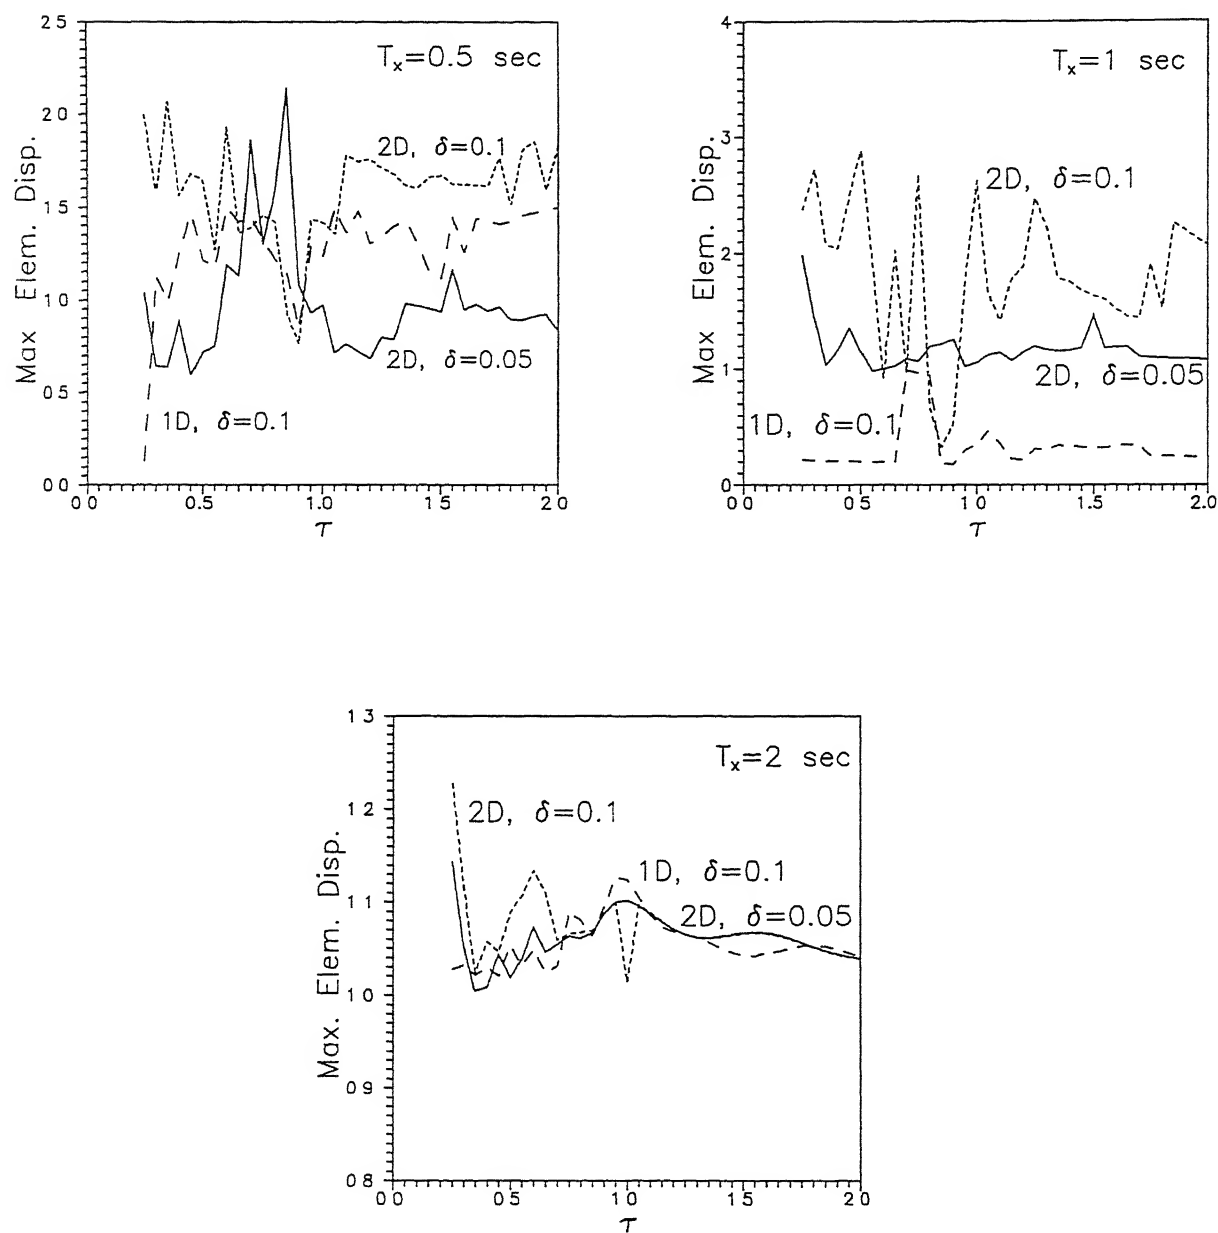 T_x=0.5 sec
2D, δ=0.1
2D, δ=0.05
1D, δ=0.1
Max Elem. Disp.
2 5
2 0
1.5
1.0
0 5
0 0
0 0
0.5
1.0
1 5
2 0
τ
T_x=1 sec
2D, δ=0.1
2D, δ=0.05
1D, δ=0.1
Max Elem. Disp.
4
3
2
1
0
0 0
0 5
1 0
1.5
2.0
τ
T_x=2 sec
2D, δ=0.1
1D, δ=0.1
2D, δ=0.05
Max. Elem. Disp.
1 3
1 2
1 1
1 0
0 9
0 8
0 0
0 5
1 0
1 5
2 0
τ